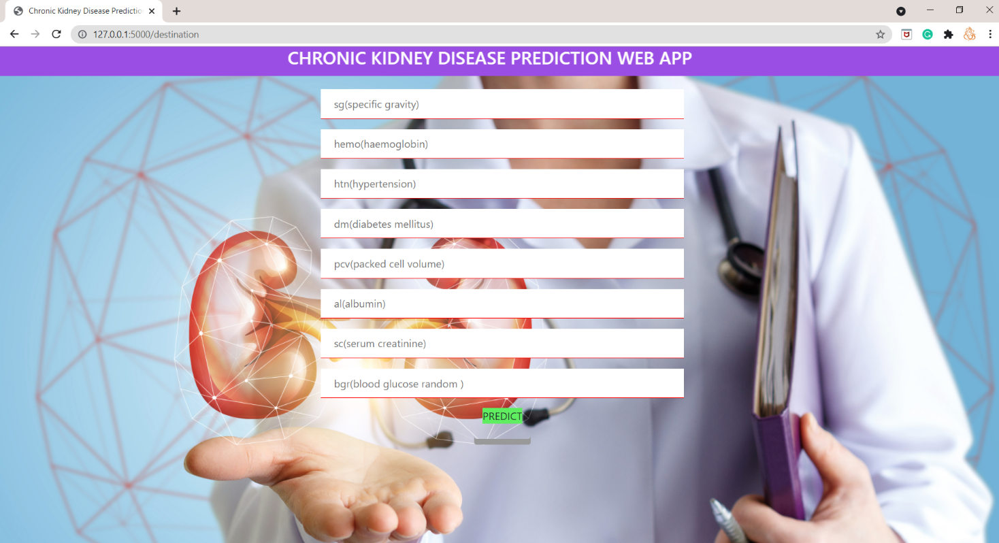 Chronic Kidney Disease Predictio
127.0.0.1:5000/destination
CHRONIC KIDNEY DISEASE PREDICTION WEB APP
sg(specific gravity)
hemo(haemoglobin)
htn(hypertension)
dm(diabetes mellitus)
pcv(packed cell volume)
al(albumin)
sc(serum creatinine)
bgr(blood glucose random )
PREDICT